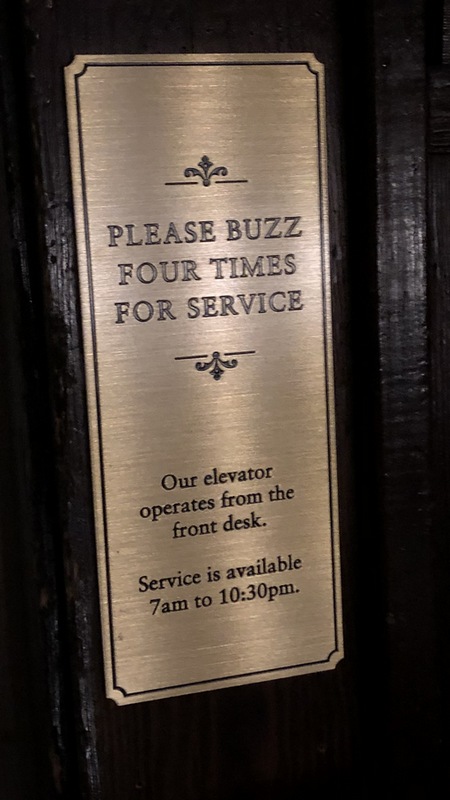 PLEASE BUZZ
FOUR TIMES
FOR SERVICE
Our elevator
operates from the
front desk.
Service is available
7am to 10:30pm.